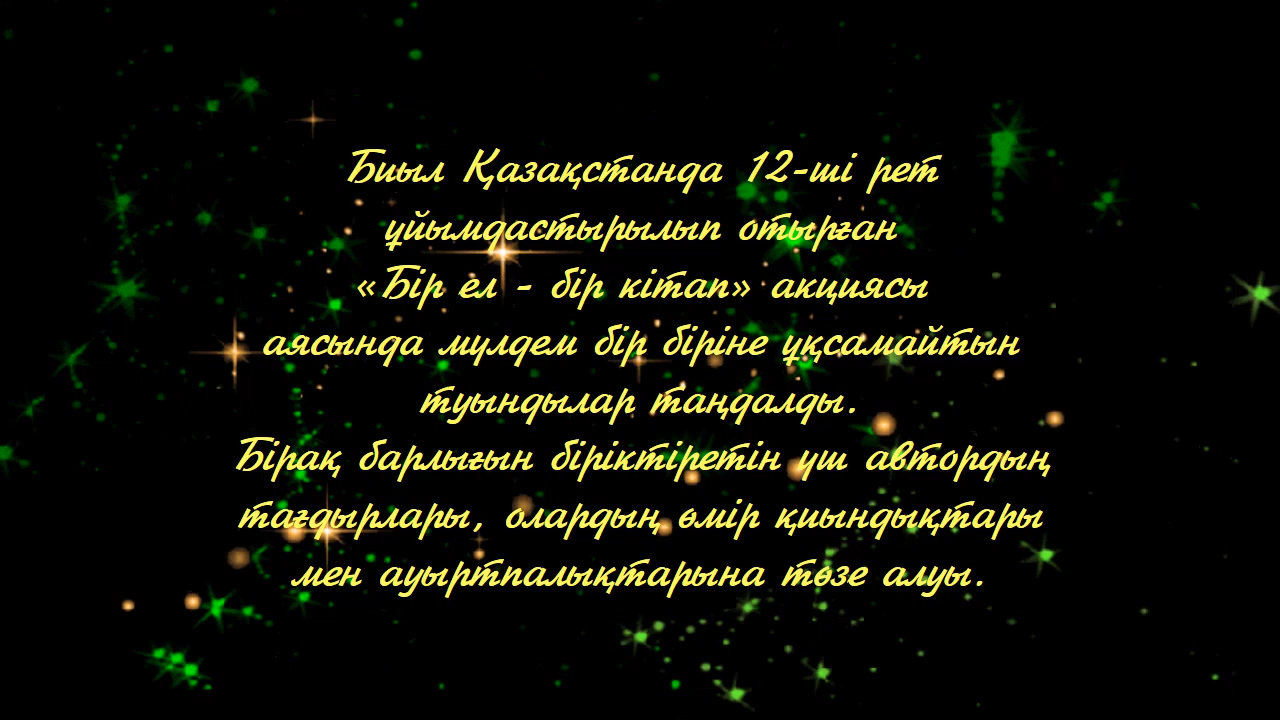 Биыл Қазақстанда 12-ші рет
ұйымдастырылып отырған
«Бір ел - бір кітап» акциясы
аясында мүлдем бір біріне ұқсамайтын
туындылар таңдалды.
Бірақ барлығын біріктіретін үш автордың
тағдырлары, олардың өмір қиындықтары
мен ауыртпалықтарына төзе алуы.